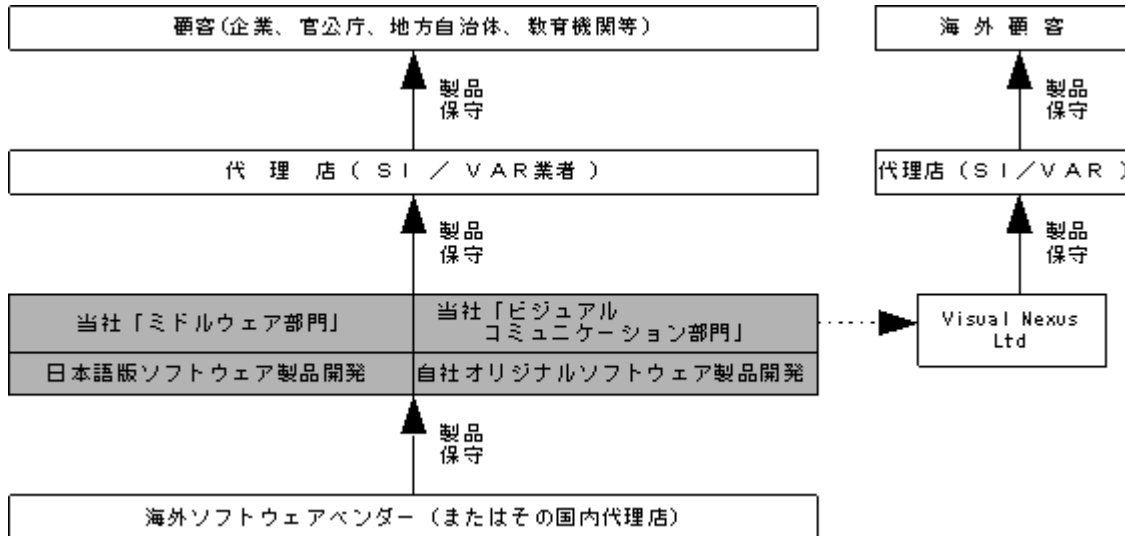 顧客(企業、官公庁、地方自治体、教育機関等)
海外顧客
製品
保守
製品
保守
代理店(SI/VAR業者)
代理店(SI/VAR)
製品
保守
製品
保守
当社「ミドルウェア部門」
当社「ビジュアル
コミュニケーション部門」
Visual Nexus
Ltd
日本語版ソフトウェア製品開発
自社オリジナルソフトウェア製品開発
製品
保守
海外ソフトウェアベンダー(またはその国内代理店)